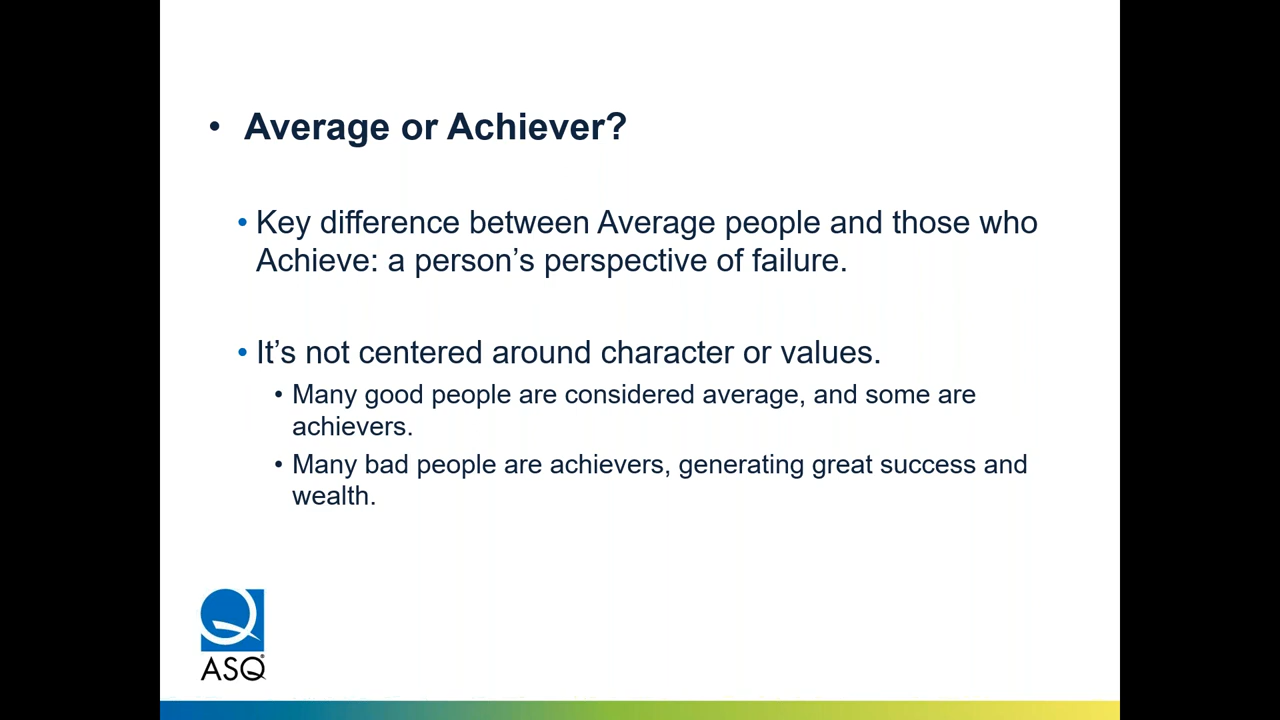 • Average or Achiever?
• Key difference between Average people and those who
Achieve: a person’s perspective of failure.
• It’s not centered around character or values.
• Many good people are considered average, and some are
achievers.
• Many bad people are achievers, generating great success and
wealth.
ASQ®